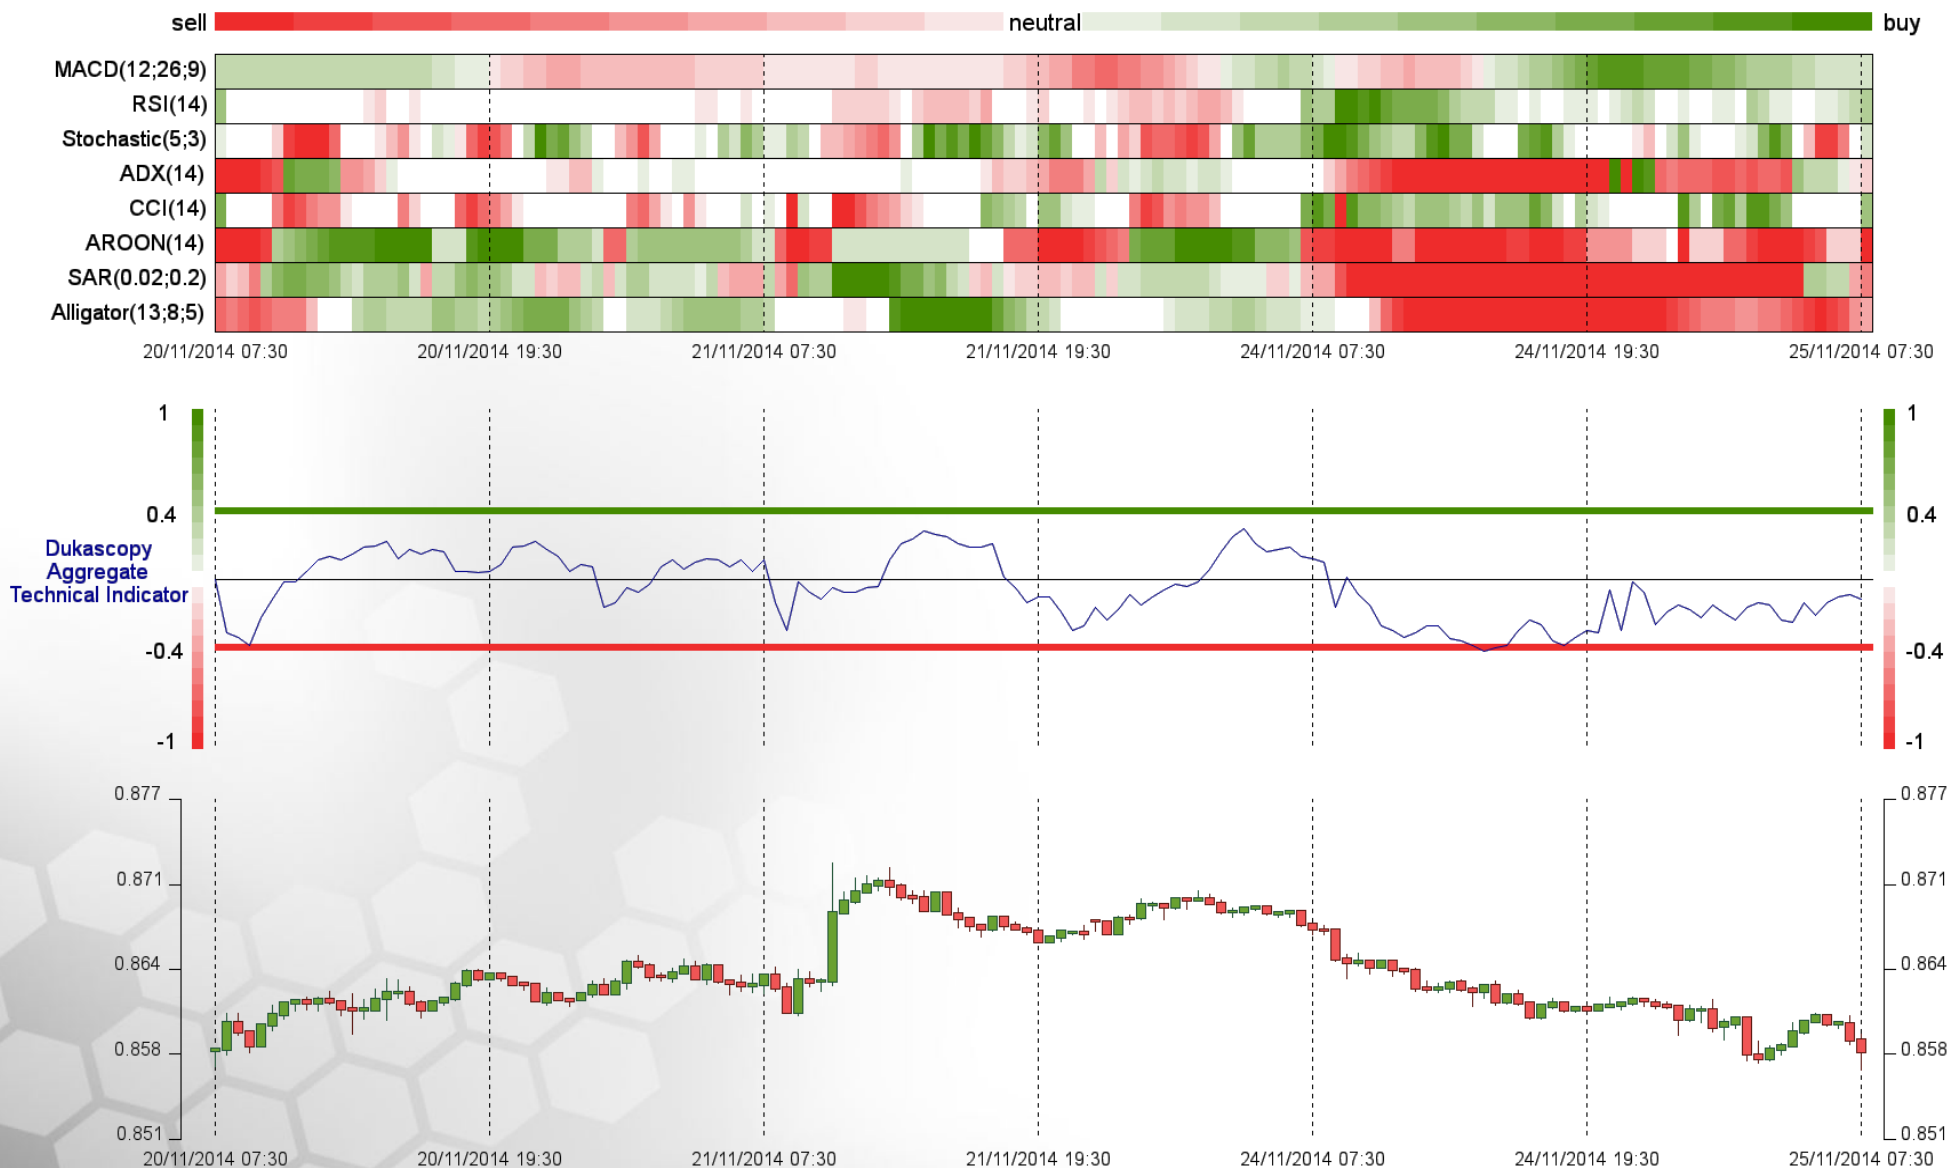 sell neutral buy
MACD(12;26;9)
RSI(14)
Stochastic(5;3)
ADX(14)
CCI(14)
AROON(14)
SAR(0.02;0.2)
Alligator(13;8;5)
20/11/2014 07:30 20/11/2014 19:30 21/11/2014 07:30 21/11/2014 19:30 24/11/2014 07:30 24/11/2014 19:30 25/11/2014 07:30
1 1
0.4 0.4
Dukascopy
Aggregate
Technical Indicator
-0.4 -0.4
-1 -1
0.877 0.877
0.871 0.871
0.864 0.864
0.858 0.858
0.851 0.851
20/11/2014 07:30 20/11/2014 19:30 21/11/2014 07:30 21/11/2014 19:30 24/11/2014 07:30 24/11/2014 19:30 25/11/2014 07:30